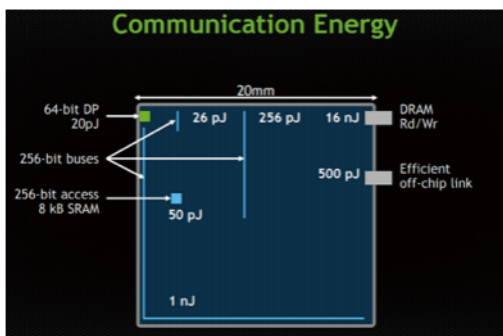 Communication Energy
20mm
64-bit DP
20pJ
26 pJ
256 pJ
16 nJ
DRAM
Rd/Wr
256-bit buses
500 pJ
Efficient
off-chip link
256-bit access
8 kB SRAM
50 pJ
1 nJ